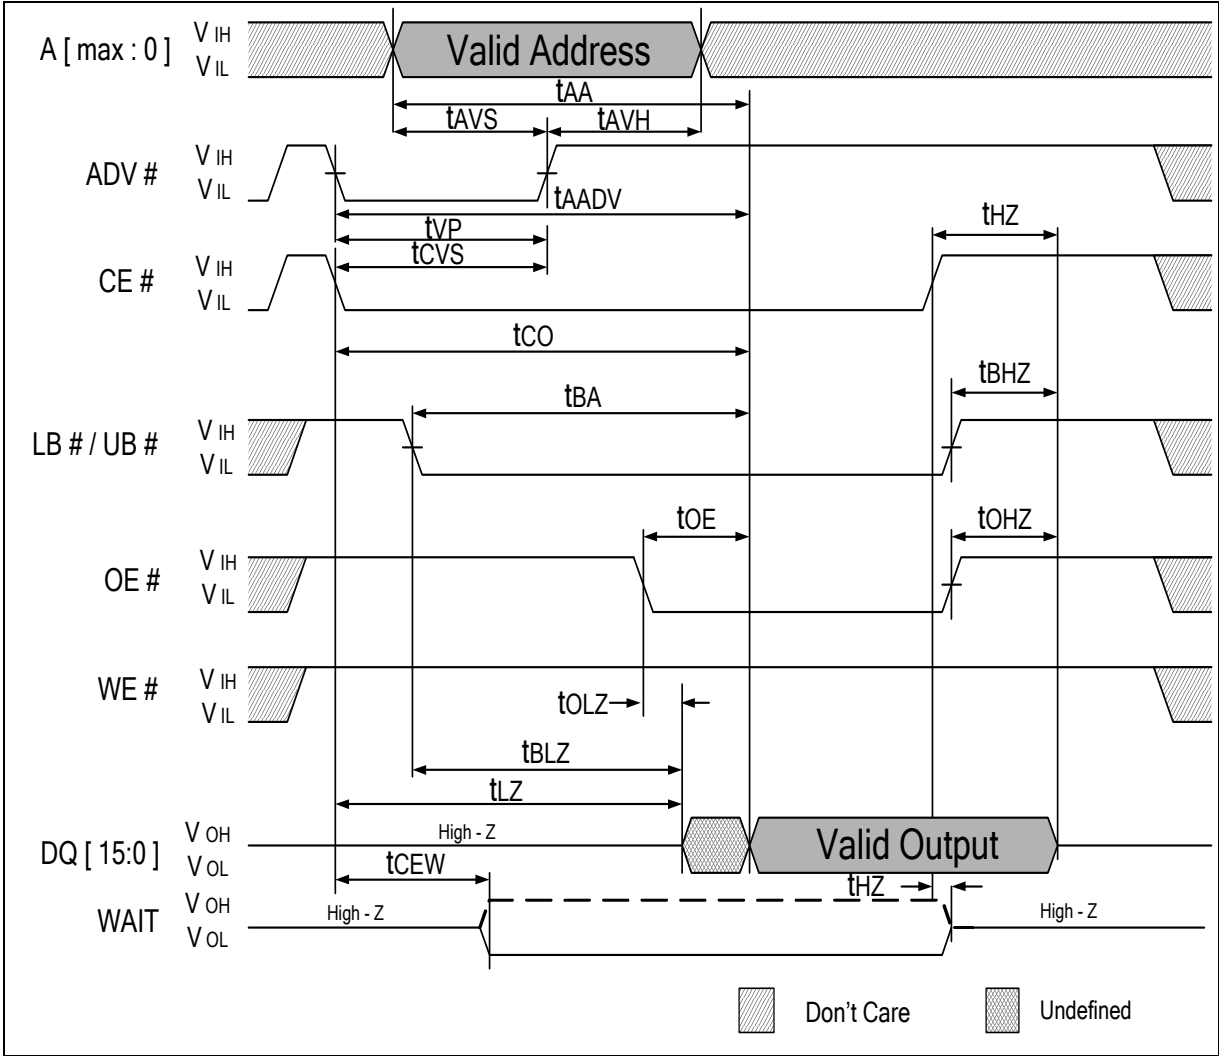 A [ max : 0 ]
V IH
V IL
Valid Address
tAA
tAVS
tAVH
ADV #
V IH
V IL
tAADV
tVP
tCVS
tHZ
CE #
V IH
V IL
tCO
tBHZ
tBA
LB # / UB #
V IH
V IL
tOE
tOHZ
OE #
V IH
V IL
WE #
V IH
V IL
tOLZ
tBLZ
tLZ
DQ [ 15:0 ]
V OH
V OL
High - Z
Valid Output
tCEW
tHZ
WAIT
V OH
V OL
High - Z
High - Z
Don't Care
Undefined